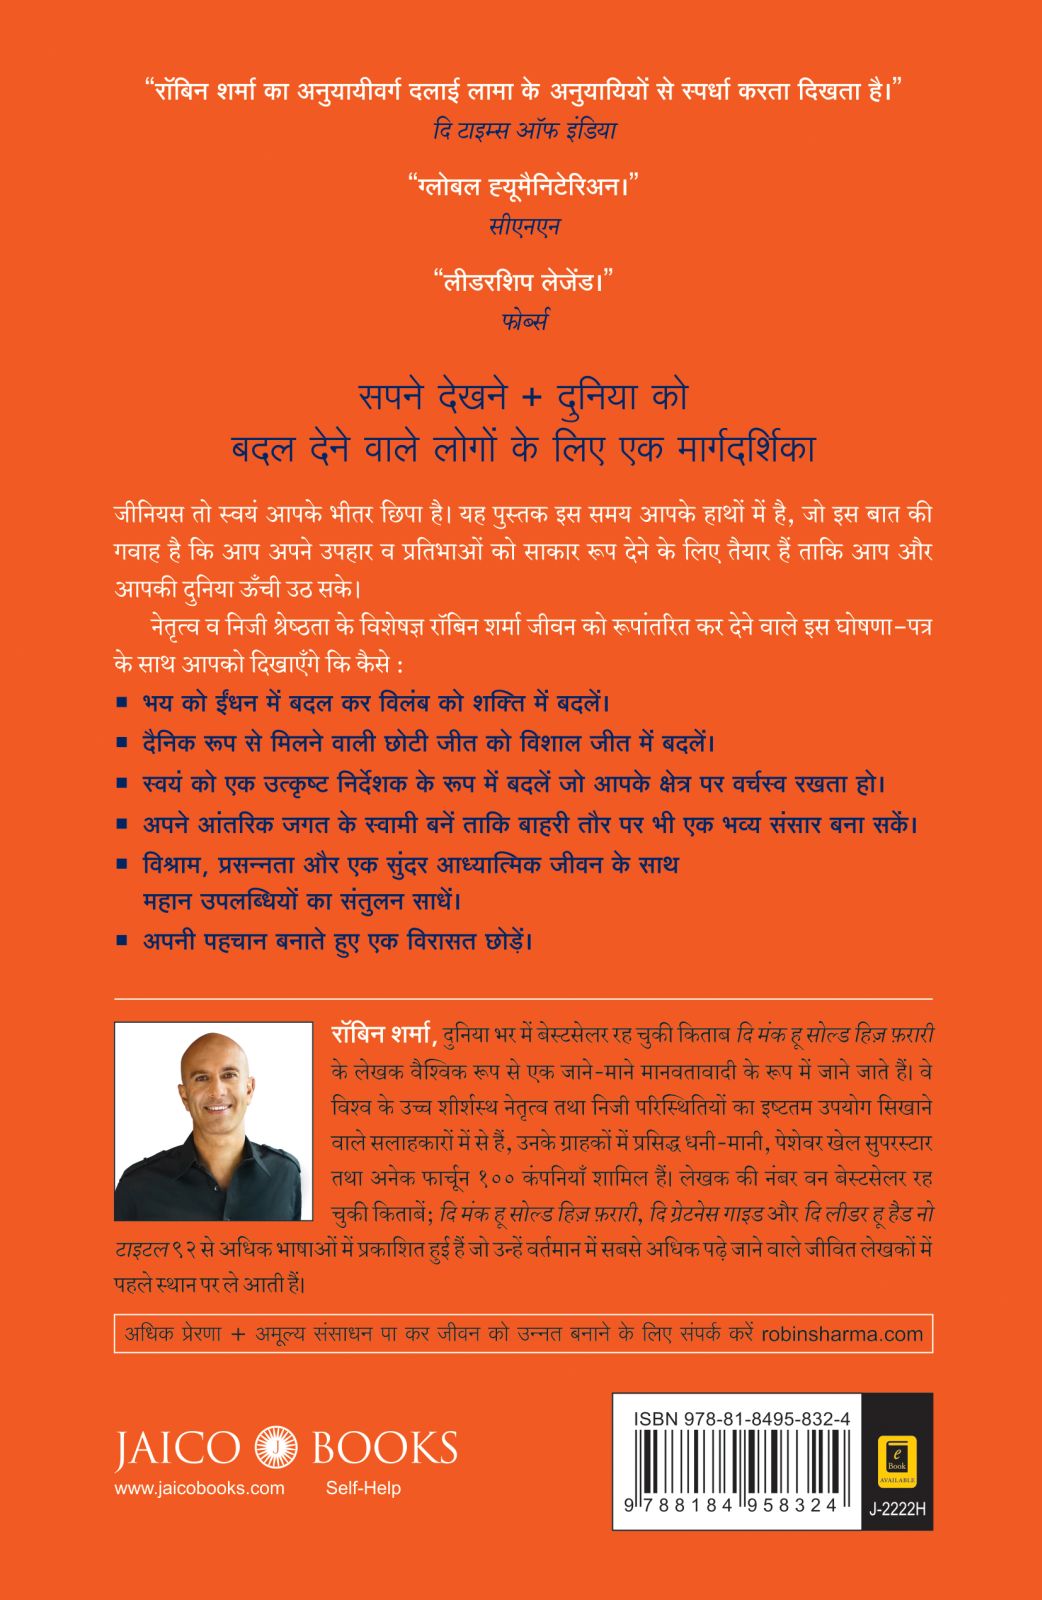 “रॉबिन शर्मा का अनुयायीवर्ग दलाई लामा के अनुयायियों से स्पर्धा करता दिखता है।”
दि टाइम्स ऑफ इंडिया
“ग्लोबल ह्यूमैनिटेरिअन।”
सीएनएन
“लीडरशिप लेजेंड।”
फोर्ब्स
सपने देखने + दुनिया को
बदल देने वाले लोगों के लिए एक मार्गदर्शिका
जीनियस तो स्वयं आपके भीतर छिपा है। यह पुस्तक इस समय आपके हाथों में है, जो इस बात की
गवाह है कि आप अपने उपहार व प्रतिभाओं को साकार रूप देने के लिए तैयार हैं ताकि आप और
आपकी दुनिया ऊँची उठ सके।
नेतृत्व व निजी श्रेष्ठता के विशेषज्ञ रॉबिन शर्मा जीवन को रूपांतरित कर देने वाले इस घोषणा-पत्र
के साथ आपको दिखाएँगे कि कैसे :
▪ भय को ईंधन में बदल कर विलंब को शक्ति में बदलें।
▪ दैनिक रूप से मिलने वाली छोटी जीत को विशाल जीत में बदलें।
▪ स्वयं को एक उत्कृष्ट निर्देशक के रूप में बदलें जो आपके क्षेत्र पर वर्चस्व रखता हो।
▪ अपने आंतरिक जगत के स्वामी बनें ताकि बाहरी तौर पर भी एक भव्य संसार बना सकें।
▪ विश्राम, प्रसन्नता और एक सुंदर आध्यात्मिक जीवन के साथ
महान उपलब्धियों का संतुलन साधें।
▪ अपनी पहचान बनाते हुए एक विरासत छोड़ें।
रॉबिन शर्मा, दुनिया भर में बेस्टसेलर रह चुकी किताब दि मंक हू सोल्ड हिज़ फ़रारी
के लेखक वैश्विक रूप से एक जाने-माने मानवतावादी के रूप में जाने जाते हैं। वे
विश्व के उच्च शीर्शस्थ नेतृत्व तथा निजी परिस्थितियों का इष्टतम उपयोग सिखाने
वाले सलाहकारों में से हैं, उनके ग्राहकों में प्रसिद्ध धनी-मानी, पेशेवर खेल सुपरस्टार
तथा अनेक फार्चून १०० कंपनियाँ शामिल हैं। लेखक की नंबर वन बेस्टसेलर रह
चुकी किताबें; दि मंक हू सोल्ड हिज़ फ़रारी, दि ग्रेटनेस गाइड और दि लीडर हू हैड नो
टाइटल ९२ से अधिक भाषाओं में प्रकाशित हुई हैं जो उन्हें वर्तमान में सबसे अधिक पढ़े जाने वाले जीवित लेखकों में
पहले स्थान पर ले आती हैं।
अधिक प्रेरणा + अमूल्य संसाधन पा कर जीवन को उन्नत बनाने के लिए संपर्क करें robinsharma.com
JAICO J BOOKS
www.jaicobooks.com Self-Help
ISBN 978-81-8495-832-4
9 788184 958324
e
Book
AVAILABLE
J-2222H